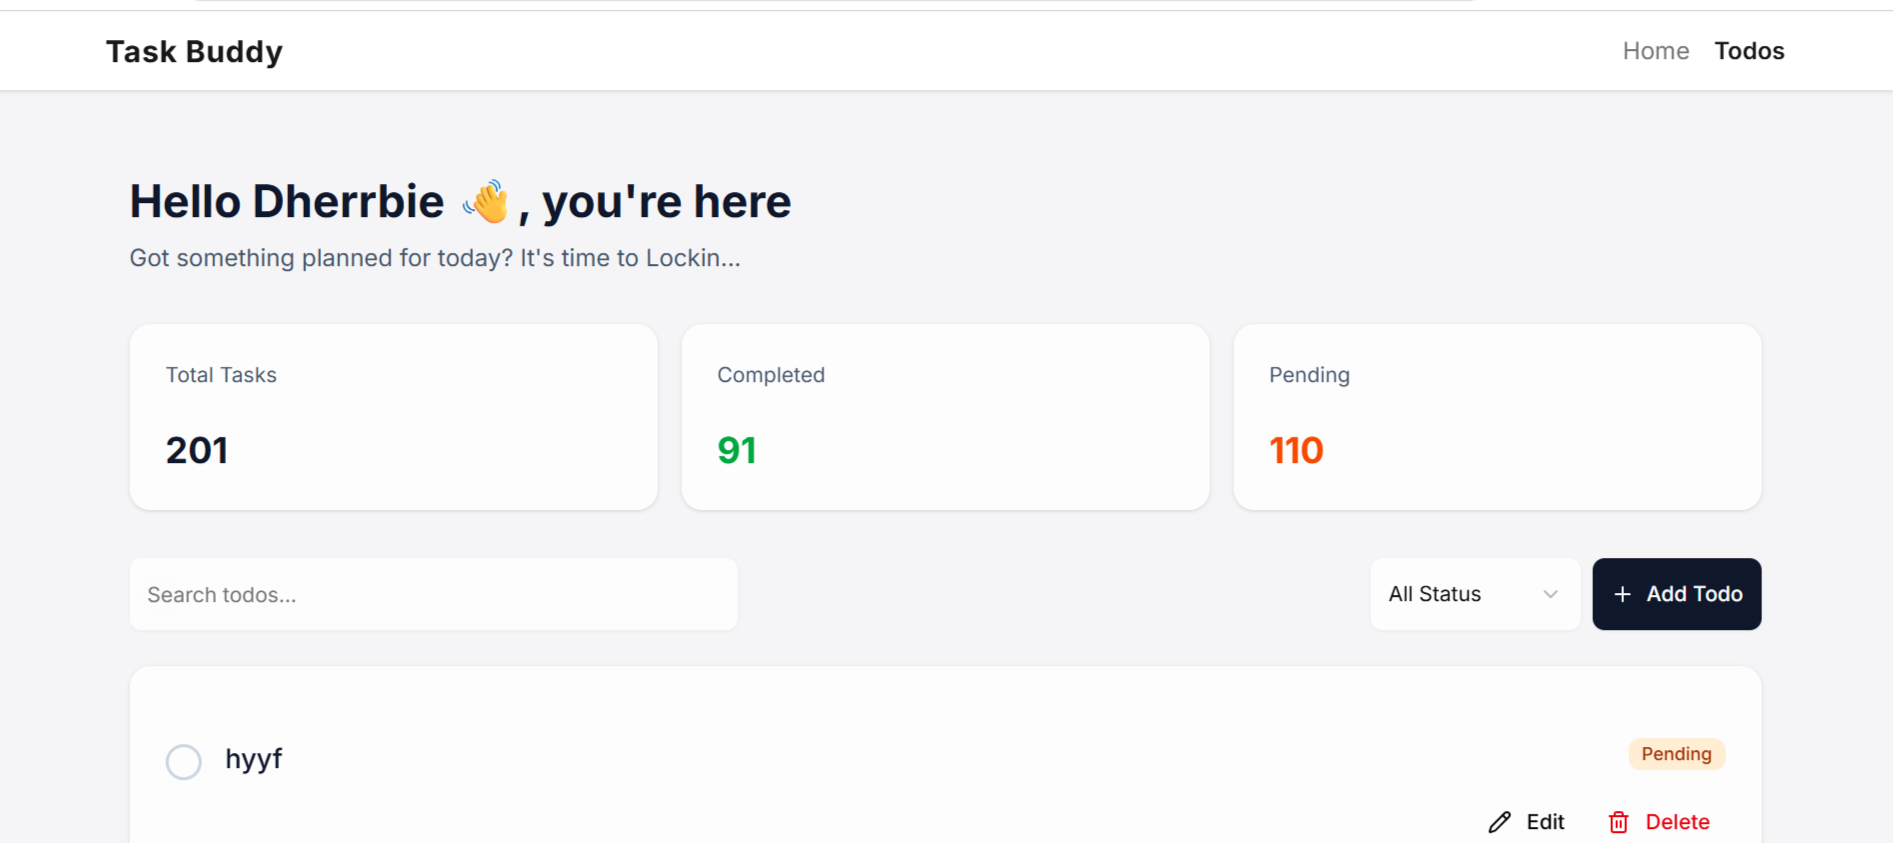 Task Buddy
Home Todos
Hello Dherrbie 👋, you're here
Got something planned for today? It's time to Lockin...
Total Tasks
201
Completed
91
Pending
110
Search todos...
All Status
+ Add Todo
hyyf
Pending
Edit
Delete